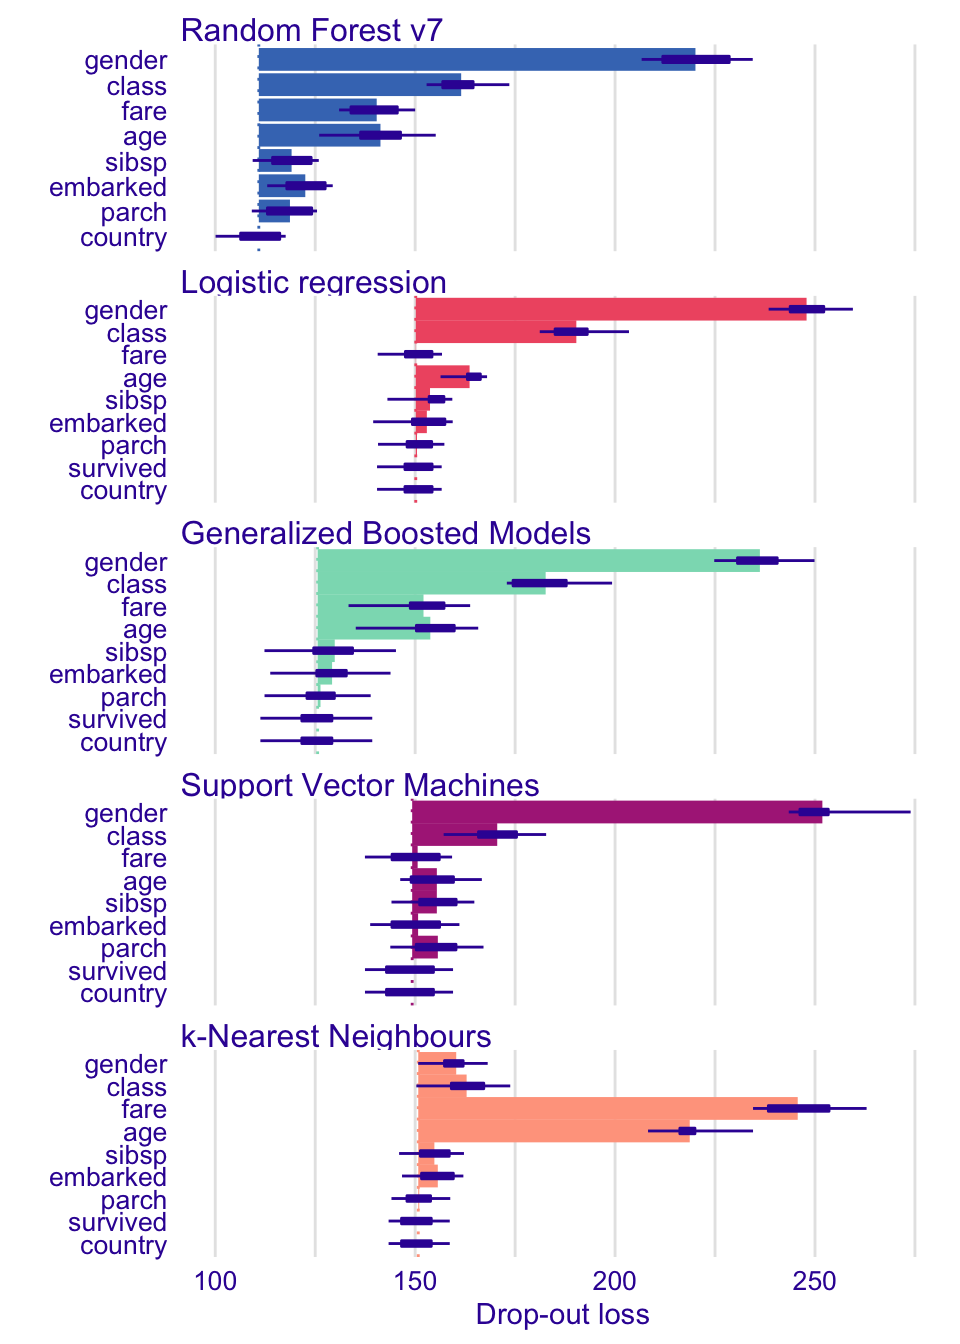 Random Forest v7
gender
class
fare
age
sibsp
embarked
parch
country
Logistic regression
gender
class
fare
age
sibsp
embarked
parch
survived
country
Generalized Boosted Models
gender
class
fare
age
sibsp
embarked
parch
survived
country
Support Vector Machines
gender
class
fare
age
sibsp
embarked
parch
survived
country
k-Nearest Neighbours
gender
class
fare
age
sibsp
embarked
parch
survived
country
100 150 200 250
Drop-out loss